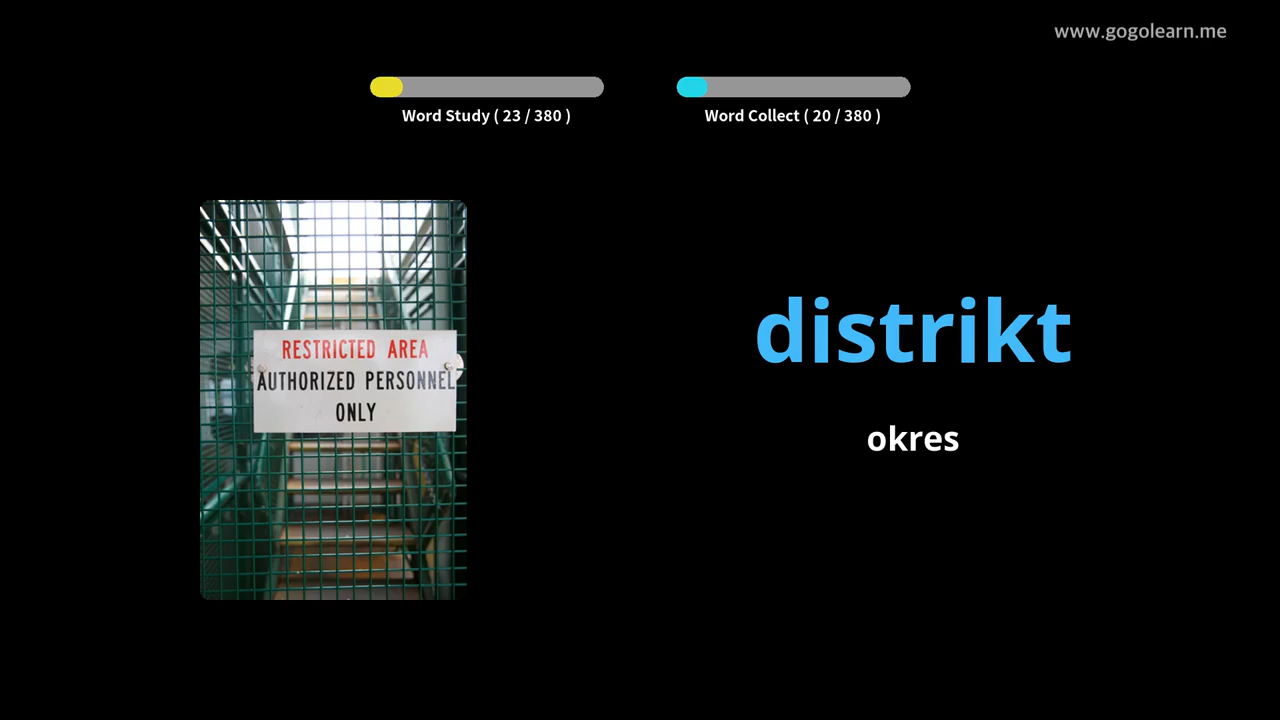 www.gogolearn.me
Word Study ( 23 / 380 )
Word Collect ( 20 / 380 )
RESTRICTED AREA
AUTHORIZED PERSONNEL
ONLY
distrikt
okres